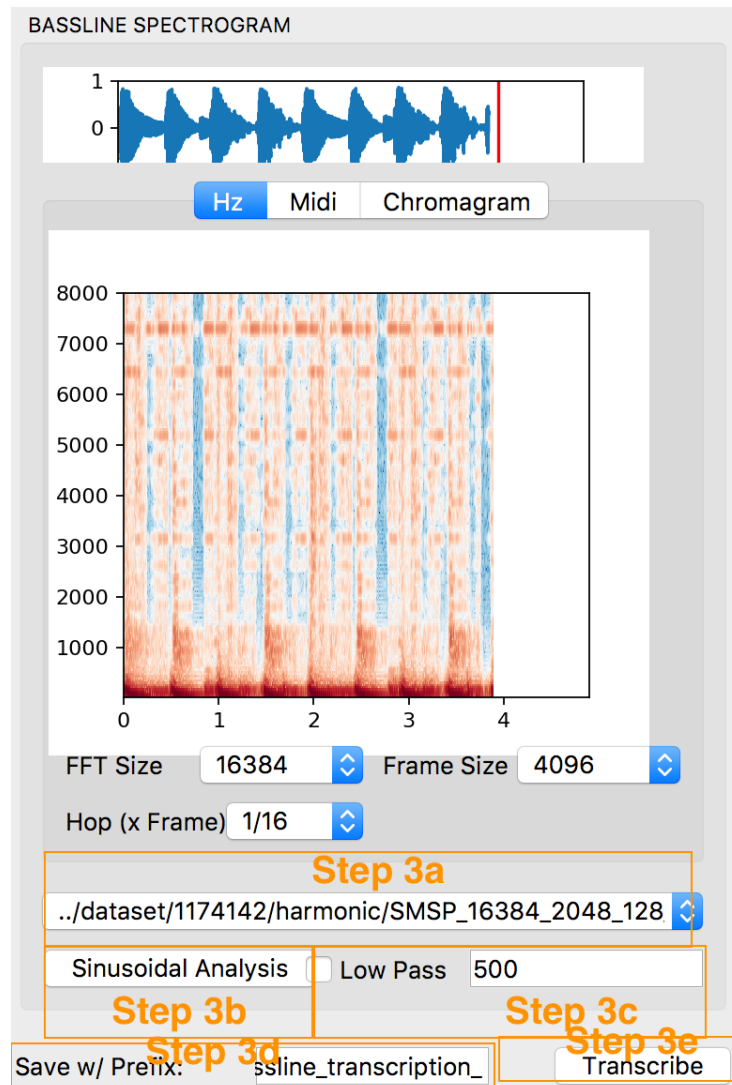 BASSLINE SPECTROGRAM
1
0
Hz Midi Chromagram
8000
7000
6000
5000
4000
3000
2000
1000
0 1 2 3 4
FFT Size 16384 Frame Size 4096
Hop (x Frame) 1/16
Step 3a
../dataset/1174142/harmonic/SMSP_16384_2048_128
Sinusoidal Analysis Low Pass 500
Step 3b Step 3c
Step 3d Step 3e
Save w/ Prefix: ssline_transcription_ Transcribe